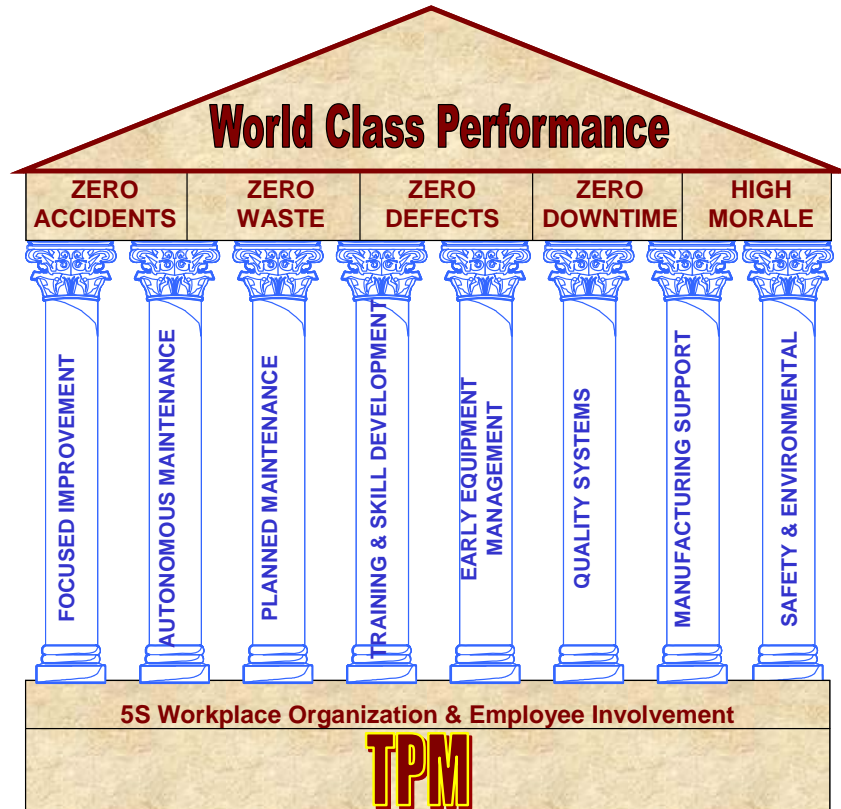 World Class Performance
ZERO
ACCIDENTS
ZERO
WASTE
ZERO
DEFECTS
ZERO
DOWNTIME
HIGH
MORALE
FOCUSED IMPROVEMENT
AUTONOMOUS MAINTENANCE
PLANNED MAINTENANCE
TRAINING & SKILL DEVELOPMENT
EARLY EQUIPMENT
MANAGEMENT
QUALITY SYSTEMS
MANUFACTURING SUPPORT
SAFETY & ENVIRONMENTAL
5S Workplace Organization & Employee Involvement
TPM